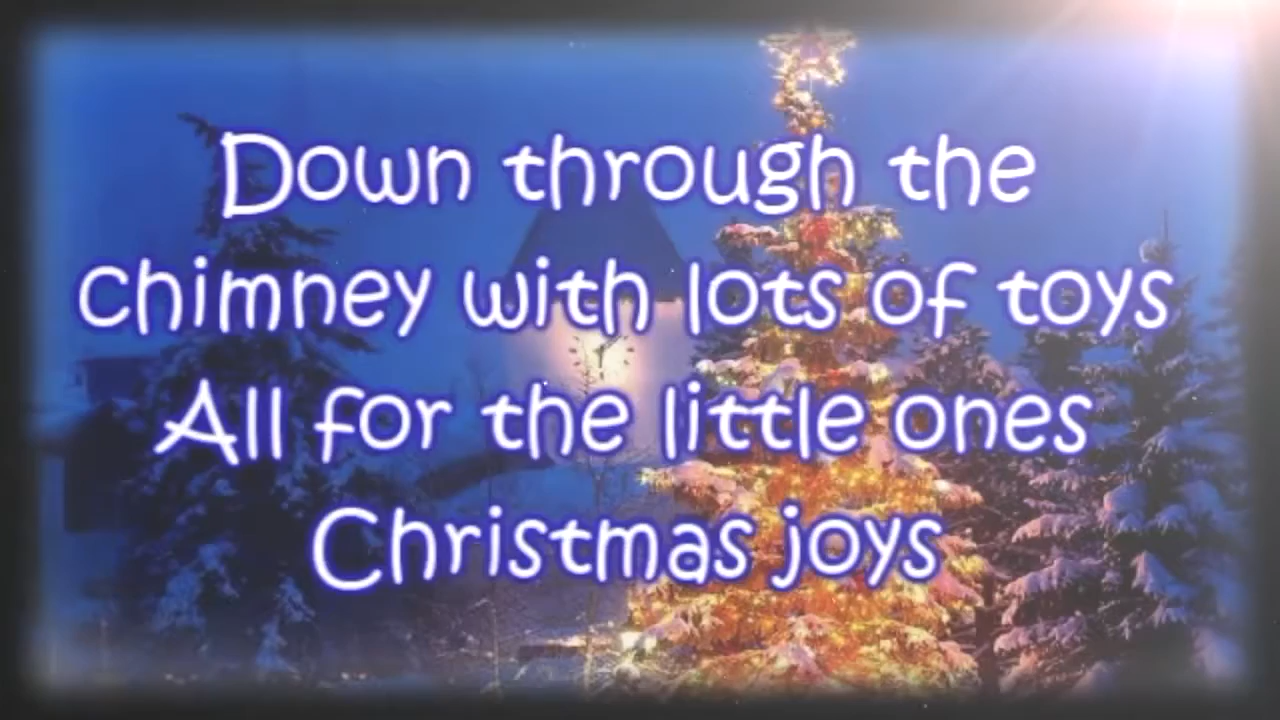 Down through the
chimney with lots of toys
All for the little ones
Christmas joys